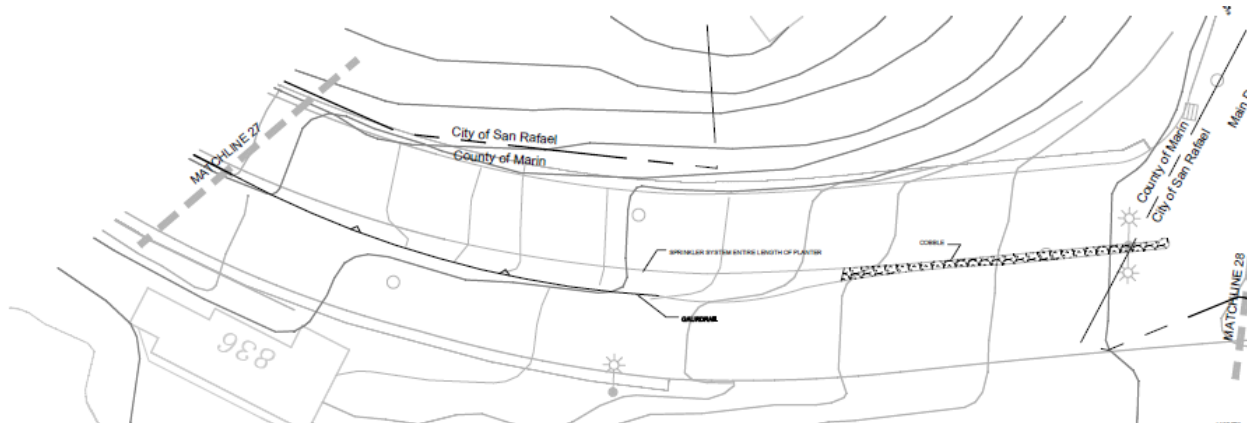 MATCHLINE 27
City of San Rafael
County of Marin
SPRINKLER SYSTEM ENTIRE LENGTH OF PLANTER
COBBLE
County of Marin
City of San Rafael
Main
MATCHLINE 28
836